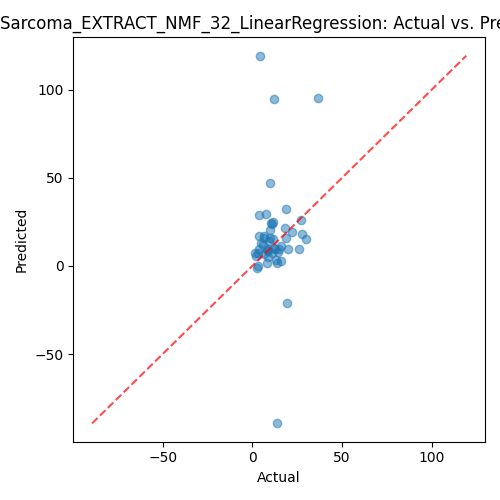 Sarcoma_EXTRACT_NMF_32_LinearRegression: Actual vs. Pre
100
50
0
−50
Predicted
−50 0 50 100
Actual